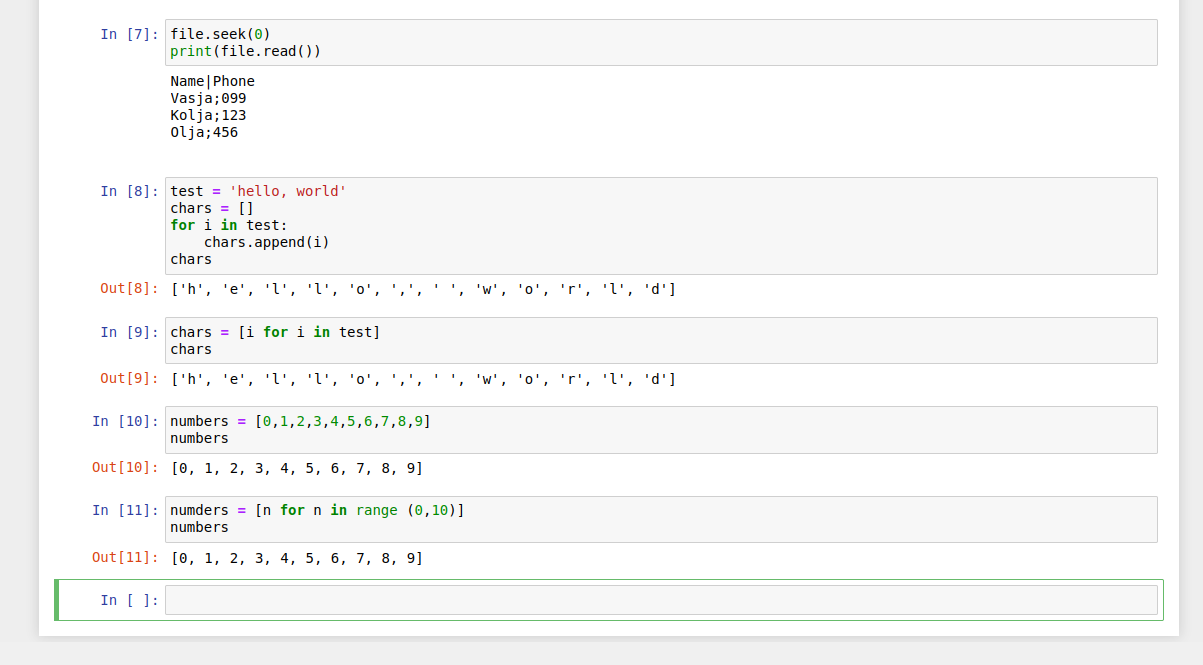 In [7]: file.seek(0)
print(file.read())
Name|Phone
Vasja;099
Kolja;123
Olja;456
In [8]: test = 'hello, world'
chars = []
for i in test:
    chars.append(i)
chars
Out[8]: ['h', 'e', 'l', 'l', 'o', ',', ' ', 'w', 'o', 'r', 'l', 'd']
In [9]: chars = [i for i in test]
chars
Out[9]: ['h', 'e', 'l', 'l', 'o', ',', ' ', 'w', 'o', 'r', 'l', 'd']
In [10]: numbers = [0,1,2,3,4,5,6,7,8,9]
numbers
Out[10]: [0, 1, 2, 3, 4, 5, 6, 7, 8, 9]
In [11]: numders = [n for n in range (0,10)]
numbers
Out[11]: [0, 1, 2, 3, 4, 5, 6, 7, 8, 9]
In [ ]: